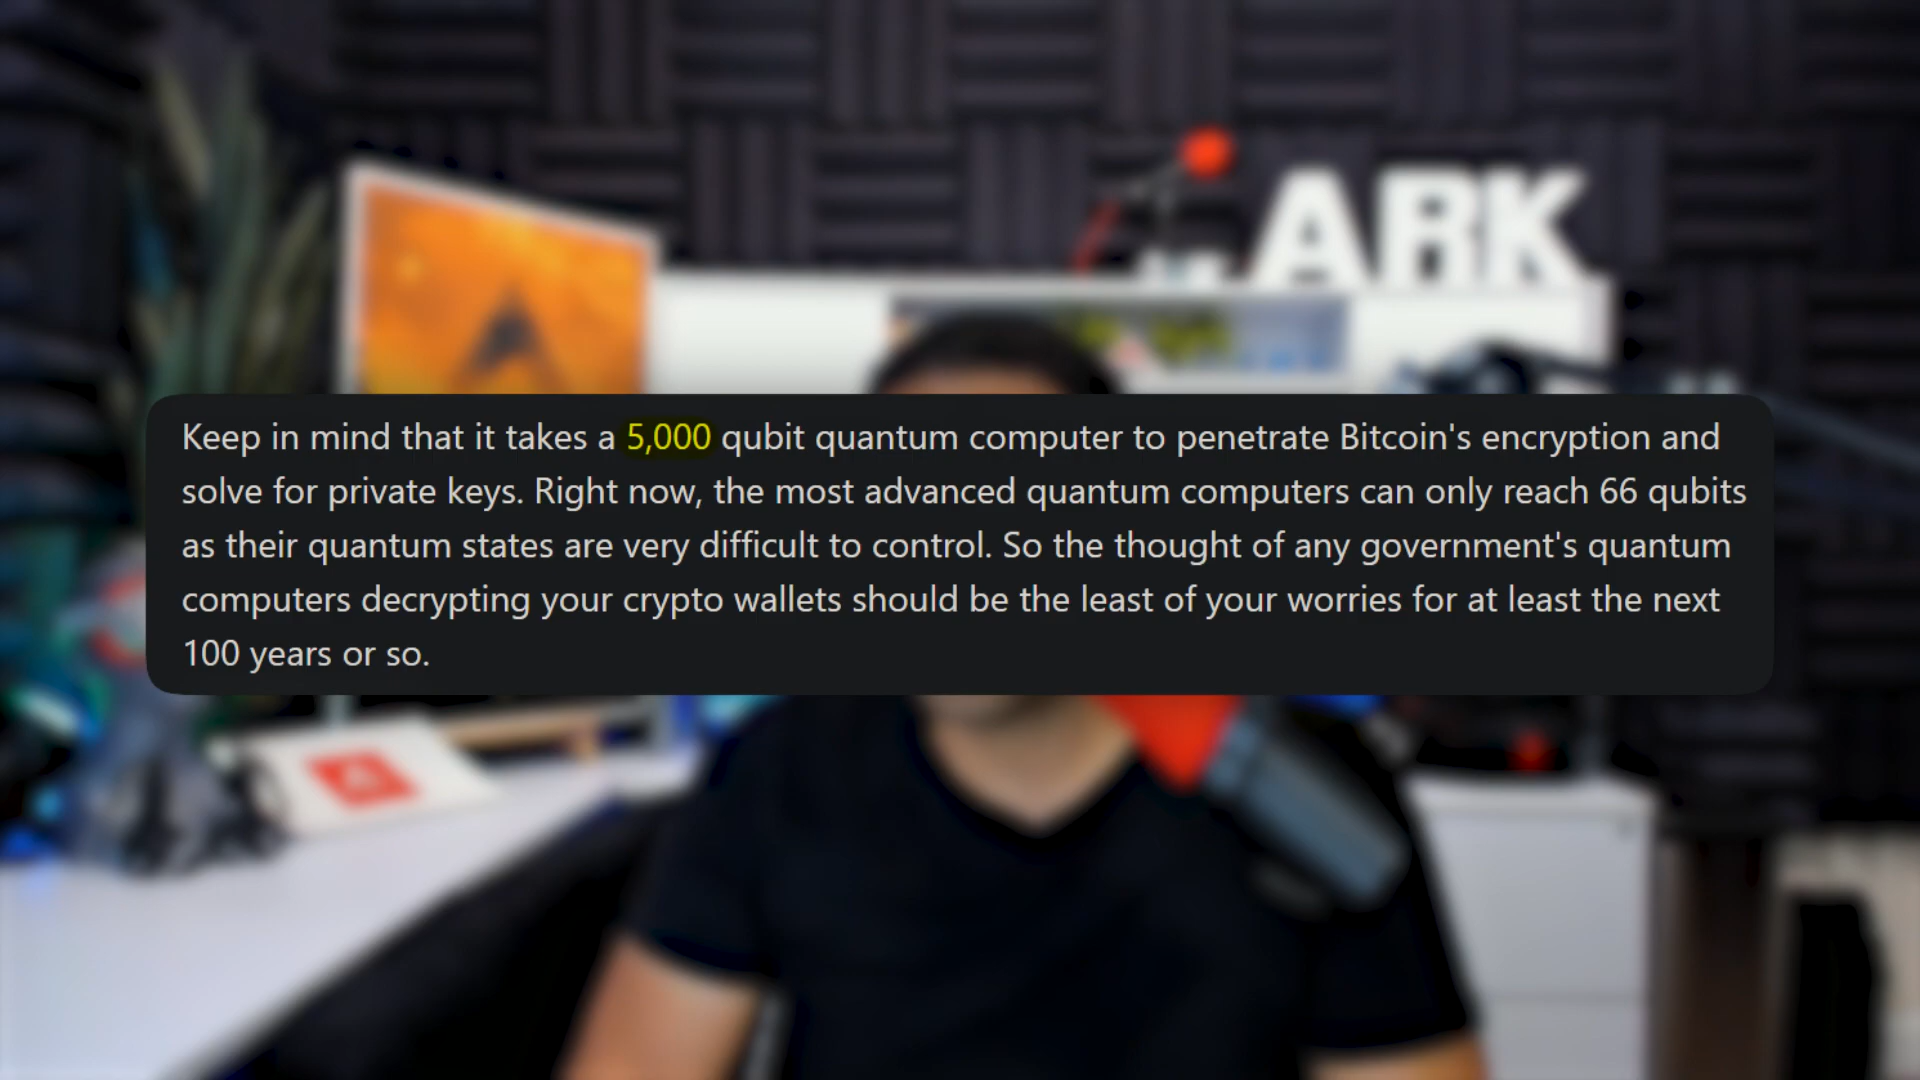 ARK
Keep in mind that it takes a 5,000 qubit quantum computer to penetrate Bitcoin's encryption and
solve for private keys. Right now, the most advanced quantum computers can only reach 66 qubits
as their quantum states are very difficult to control. So the thought of any government's quantum
computers decrypting your crypto wallets should be the least of your worries for at least the next
100 years or so.